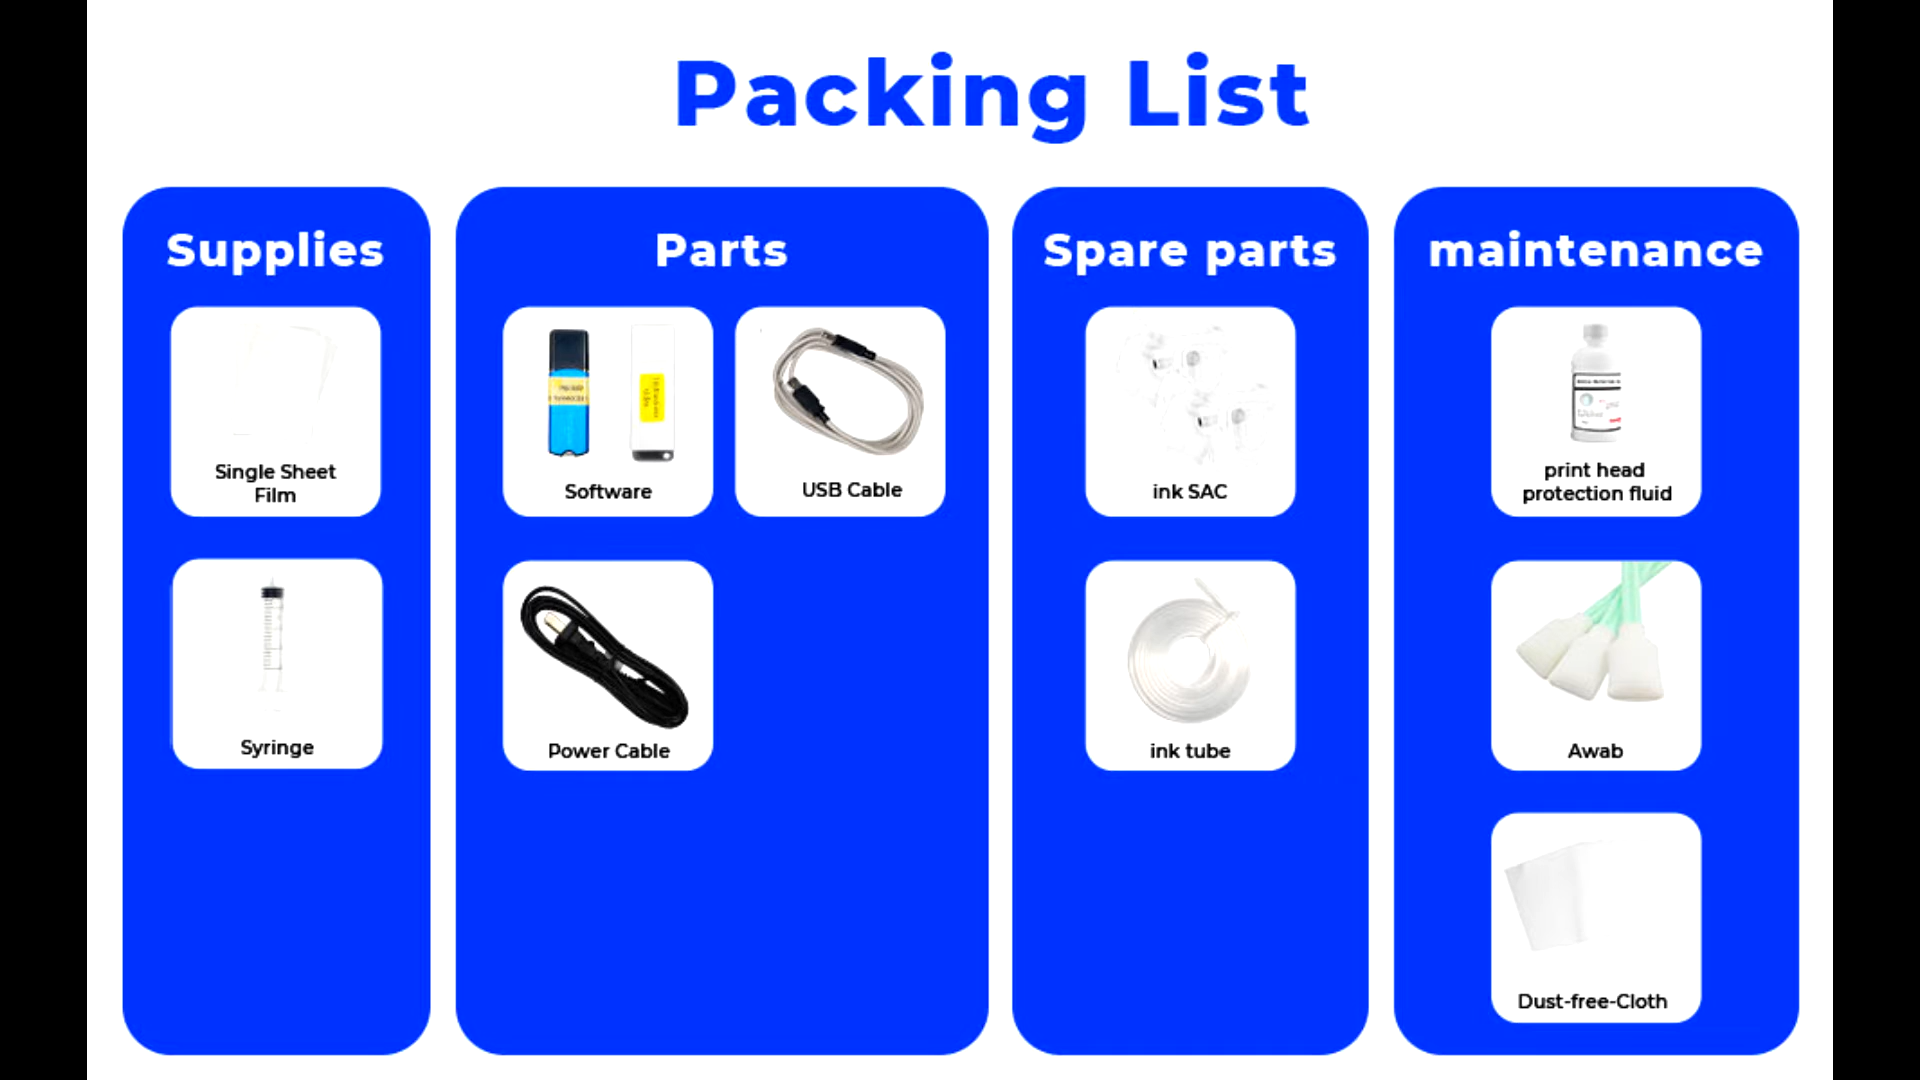 Packing List
Supplies
Single Sheet
Film
Syringe
Parts
Software
USB Cable
Power Cable
Spare parts
ink SAC
ink tube
maintenance
print head
protection fluid
Awab
Dust-free-Cloth